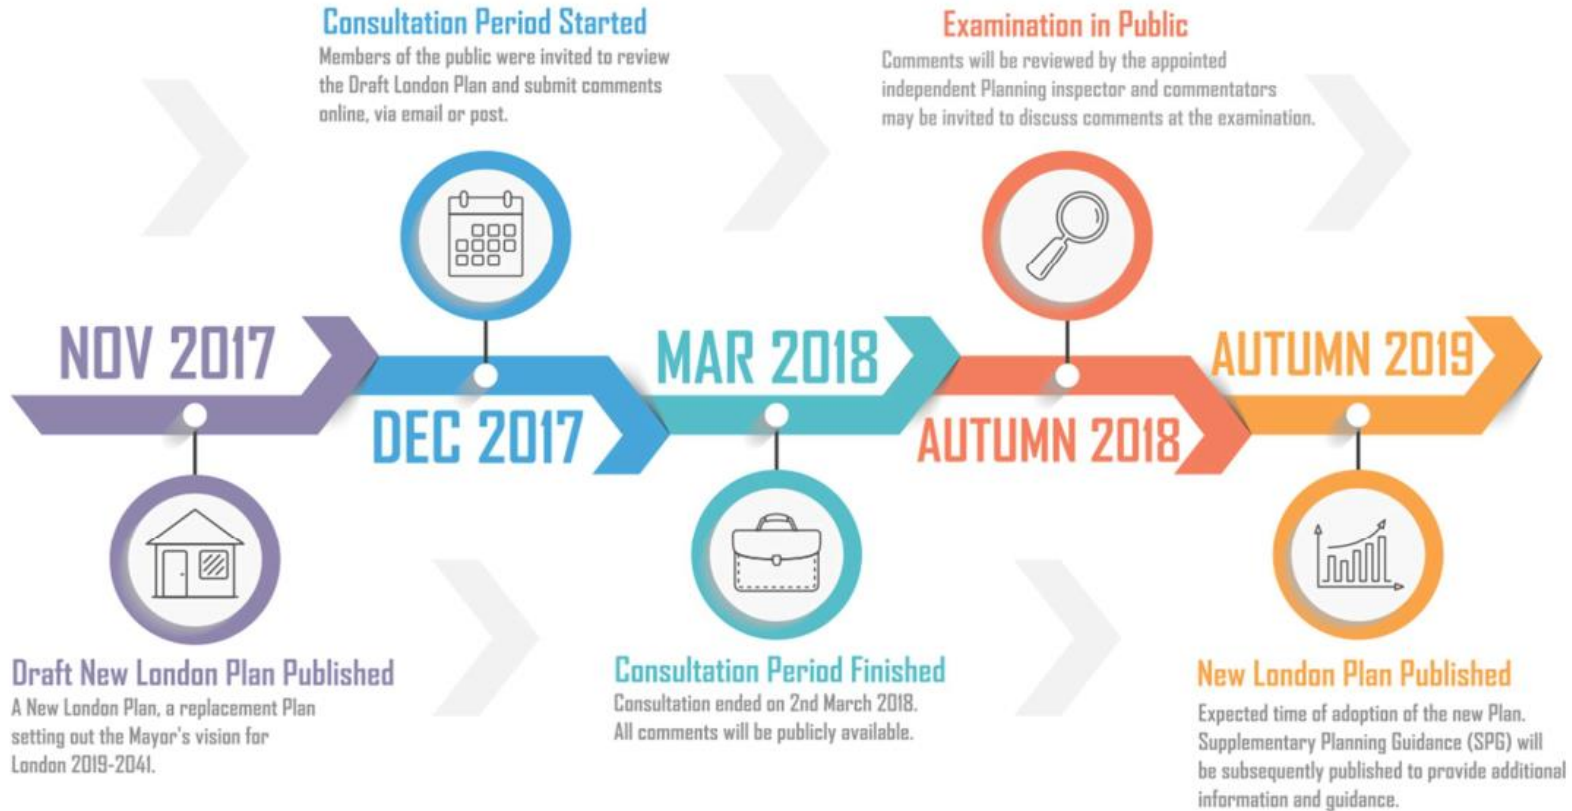 Consultation Period Started
Members of the public were invited to review
the Draft London Plan and submit comments
online, via email or post.
Examination in Public
Comments will be reviewed by the appointed
independent Planning inspector and commentators
may be invited to discuss comments at the examination.
NOV 2017
DEC 2017
MAR 2018
AUTUMN 2018
AUTUMN 2019
Draft New London Plan Published
A New London Plan, a replacement Plan
setting out the Mayor's vision for
London 2019-2041.
Consultation Period Finished
Consultation ended on 2nd March 2018.
All comments will be publicly available.
New London Plan Published
Expected time of adoption of the new Plan.
Supplementary Planning Guidance (SPG) will
be subsequently published to provide additional
information and guidance.